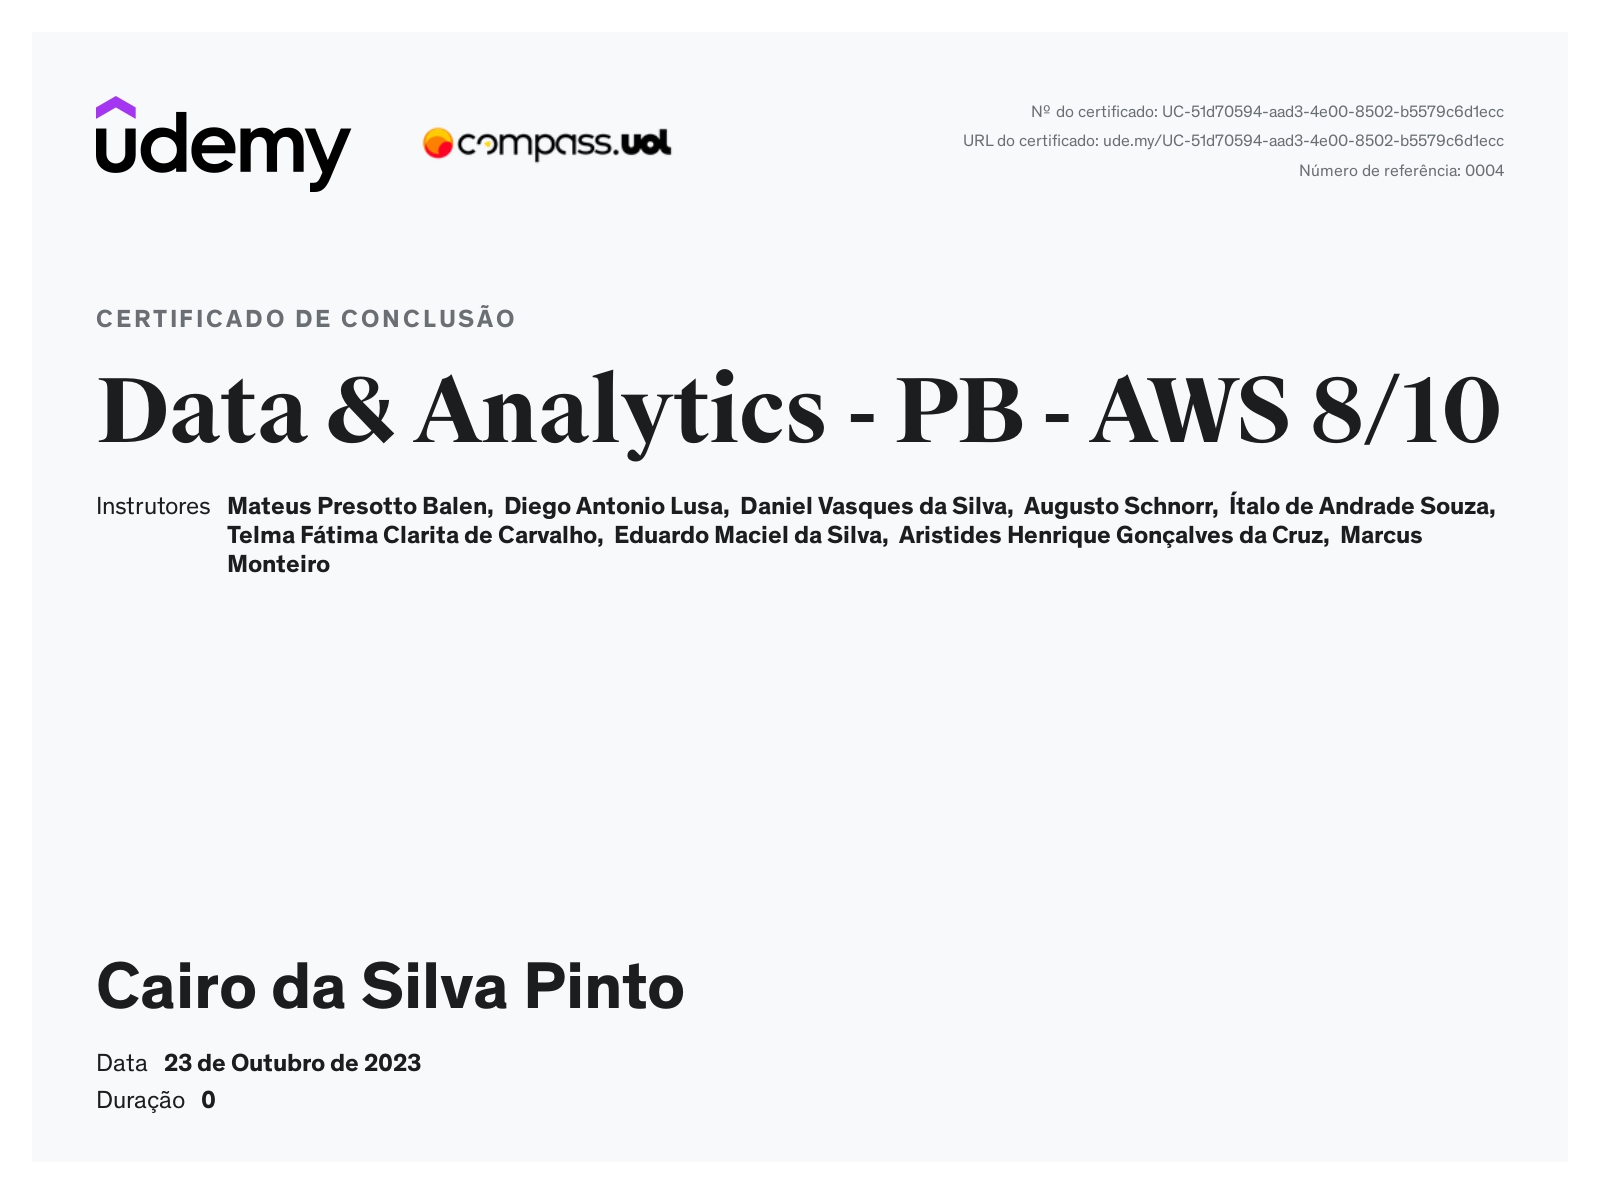 udemy
compass.uol
Nº do certificado: UC-51d70594-aad3-4e00-8502-b5579c6d1ecc
URL do certificado: ude.my/UC-51d70594-aad3-4e00-8502-b5579c6d1ecc
Número de referência: 0004
CERTIFICADO DE CONCLUSÃO
Data & Analytics - PB - AWS 8/10
Instrutores Mateus Presotto Balen, Diego Antonio Lusa, Daniel Vasques da Silva, Augusto Schnorr, Ítalo de Andrade Souza,
Telma Fátima Clarita de Carvalho, Eduardo Maciel da Silva, Aristides Henrique Gonçalves da Cruz, Marcus
Monteiro
Cairo da Silva Pinto
Data 23 de Outubro de 2023
Duração 0